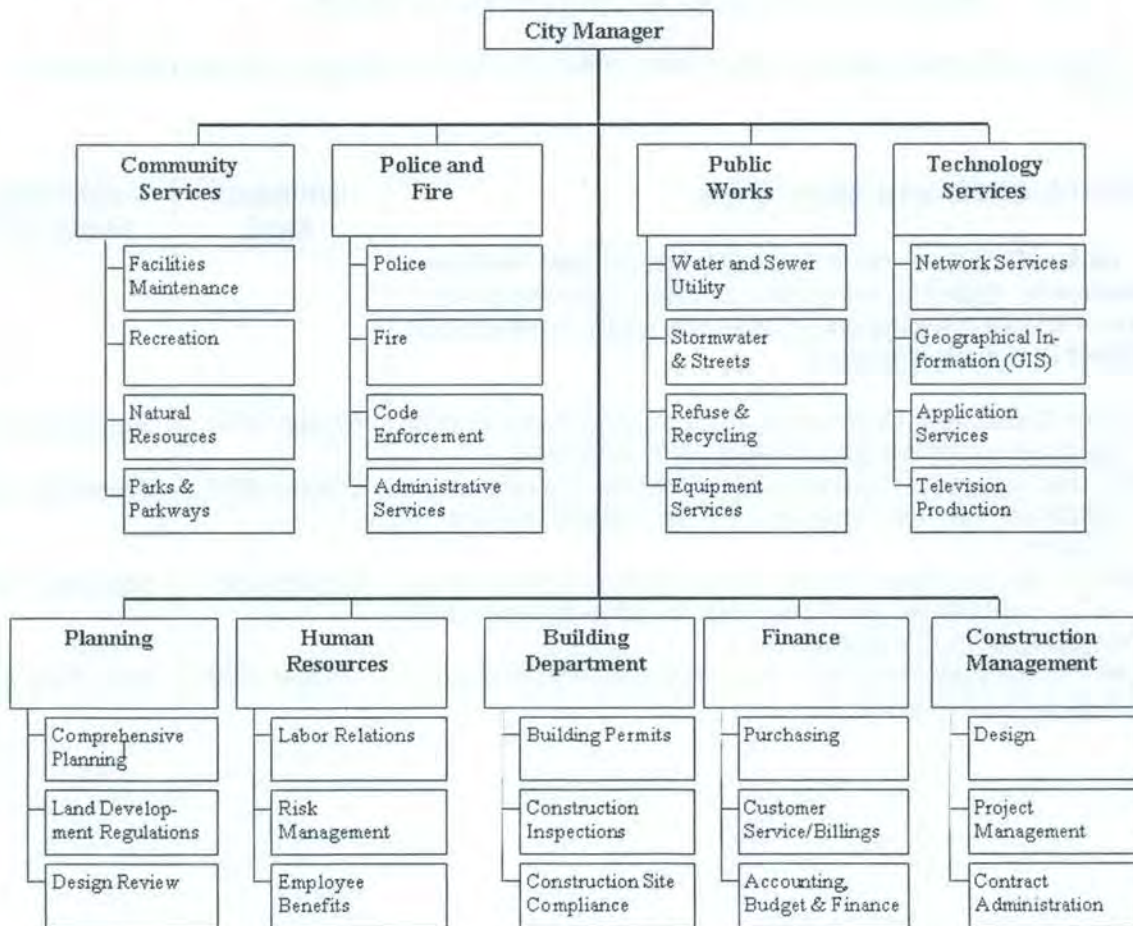 City Manager
Community
Services
Facilities
Maintenance
Recreation
Natural
Resources
Parks &
Parkways
Police and
Fire
Police
Fire
Code
Enforcement
Administrative
Services
Public
Works
Water and Sewer
Utility
Stormwater
& Streets
Refuse &
Recycling
Equipment
Services
Technology
Services
Network Services
Geographical In-
formation (GIS)
Application
Services
Television
Production
Planning
Comprehensive
Planning
Land Develop-
ment Regulations
Design Review
Human
Resources
Labor Relations
Risk
Management
Employee
Benefits
Building
Department
Building Permits
Construction
Inspections
Construction Site
Compliance
Finance
Purchasing
Customer
Service/Billings
Accounting,
Budget & Finance
Construction
Management
Design
Project
Management
Contract
Administration